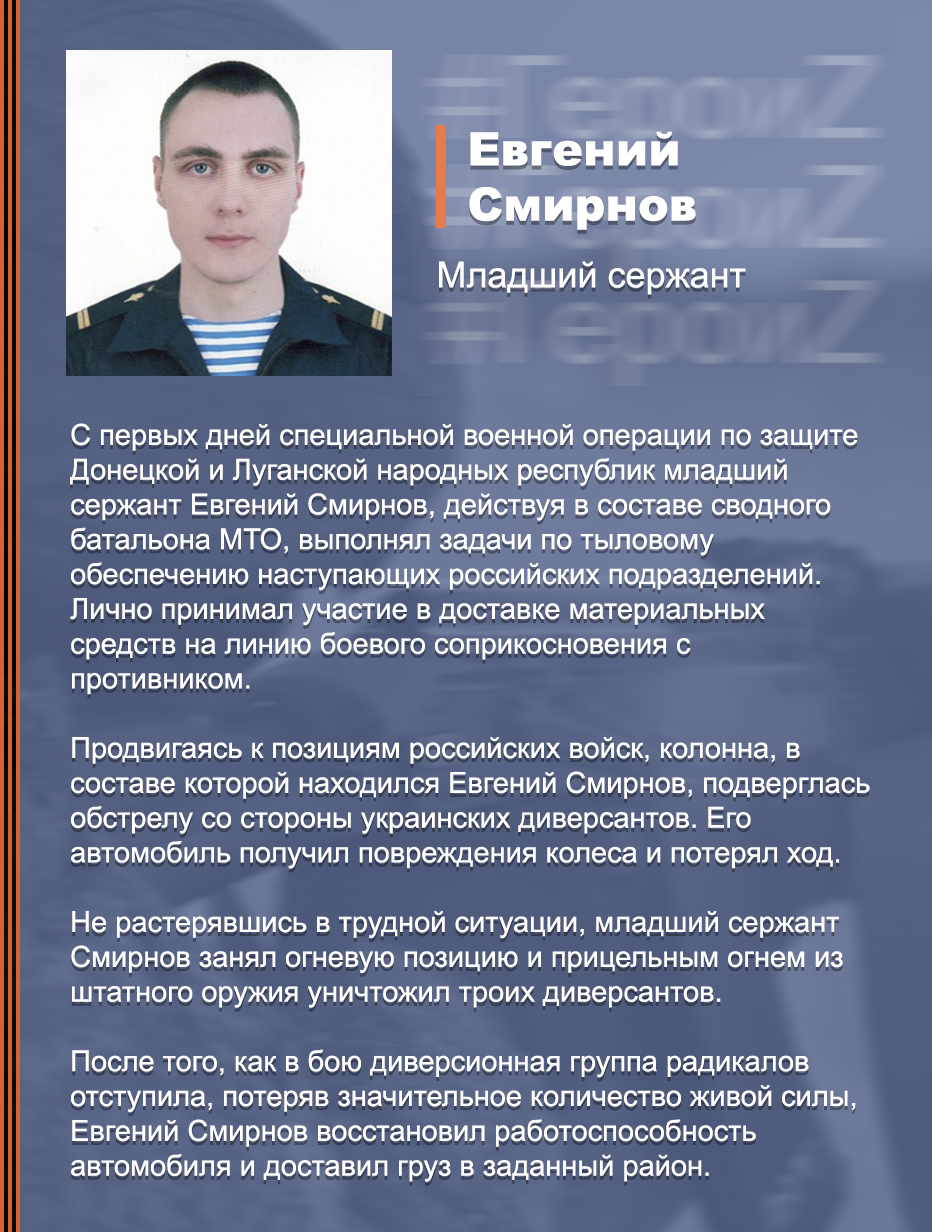 #ГероиZ
Евгений
#ГероиZ
Смирнов
Младший сержант
#ГероиZ
С первых дней специальной военной операции по защите
Донецкой и Луганской народных республик младший
сержант Евгений Смирнов, действуя в составе сводного
батальона МТО, выполнял задачи по тыловому
обеспечению наступающих российских подразделений.
Лично принимал участие в доставке материальных
средств на линию боевого соприкосновения с
противником.
Продвигаясь к позициям российских войск, колонна, в
составе которой находился Евгений Смирнов, подверглась
обстрелу со стороны украинских диверсантов. Его
автомобиль получил повреждения колеса и потерял ход.
Не растерявшись в трудной ситуации, младший сержант
Смирнов занял огневую позицию и прицельным огнем из
штатного оружия уничтожил троих диверсантов.
После того, как в бою диверсионная группа радикалов
отступила, потеряв значительное количество живой силы,
Евгений Смирнов восстановил работоспособность
автомобиля и доставил груз в заданный район.